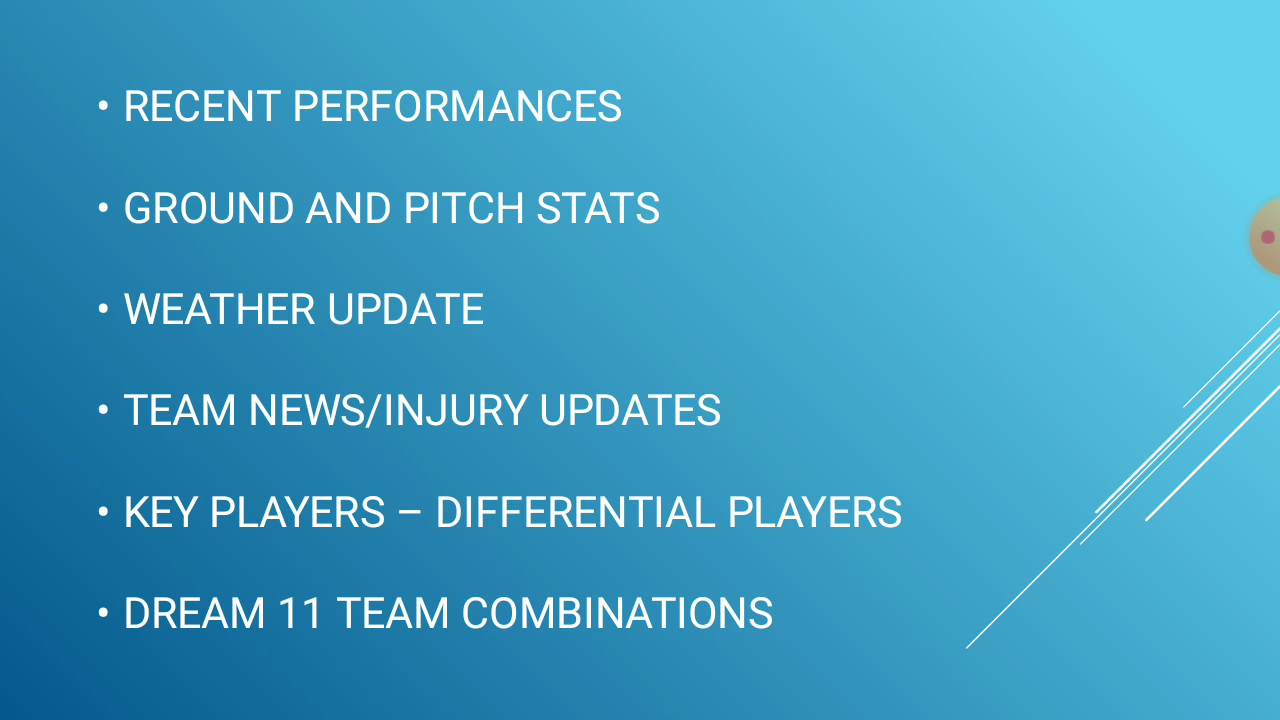 • RECENT PERFORMANCES
• GROUND AND PITCH STATS
• WEATHER UPDATE
• TEAM NEWS/INJURY UPDATES
• KEY PLAYERS – DIFFERENTIAL PLAYERS
• DREAM 11 TEAM COMBINATIONS